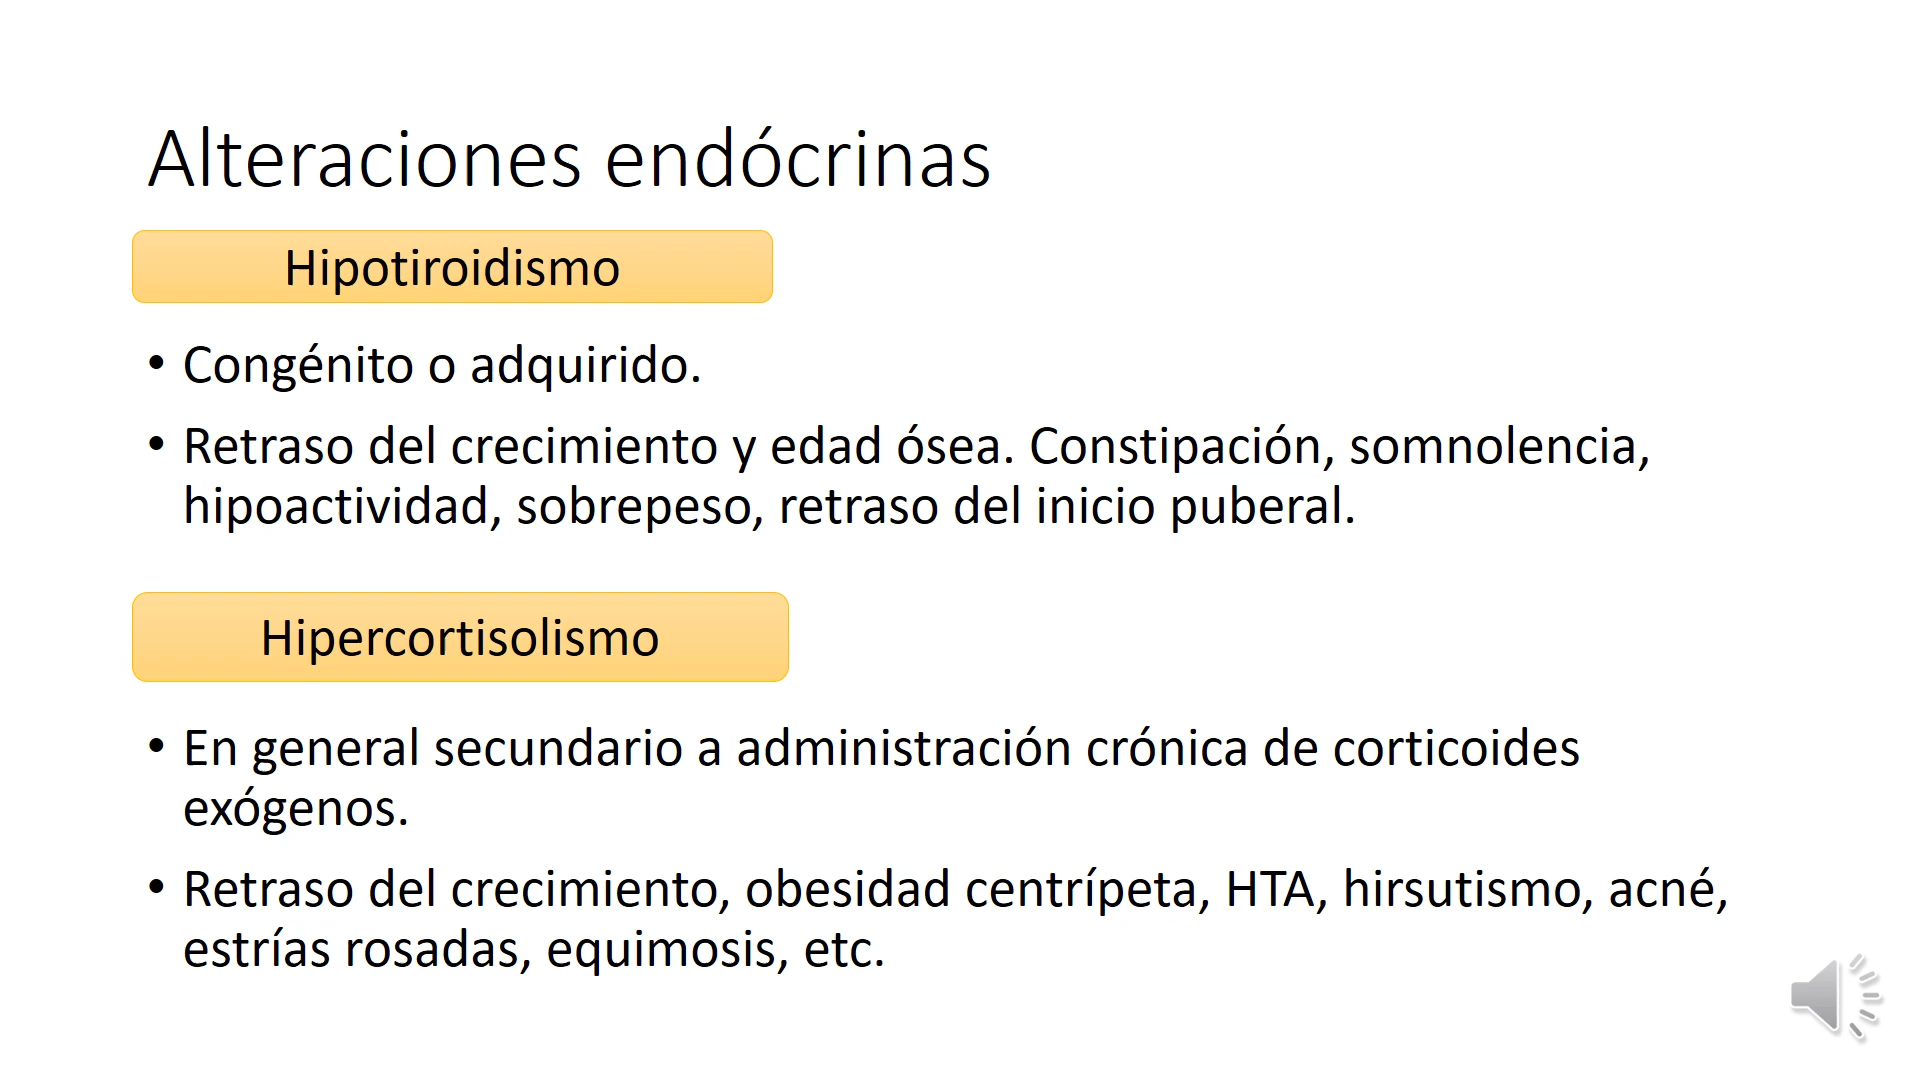 Alteraciones endócrinas
Hipotiroidismo
• Congénito o adquirido.
• Retraso del crecimiento y edad ósea. Constipación, somnolencia,
hipoactividad, sobrepeso, retraso del inicio puberal.
Hipercortisolismo
• En general secundario a administración crónica de corticoides
exógenos.
• Retraso del crecimiento, obesidad centrípeta, HTA, hirsutismo, acné,
estrías rosadas, equimosis, etc.